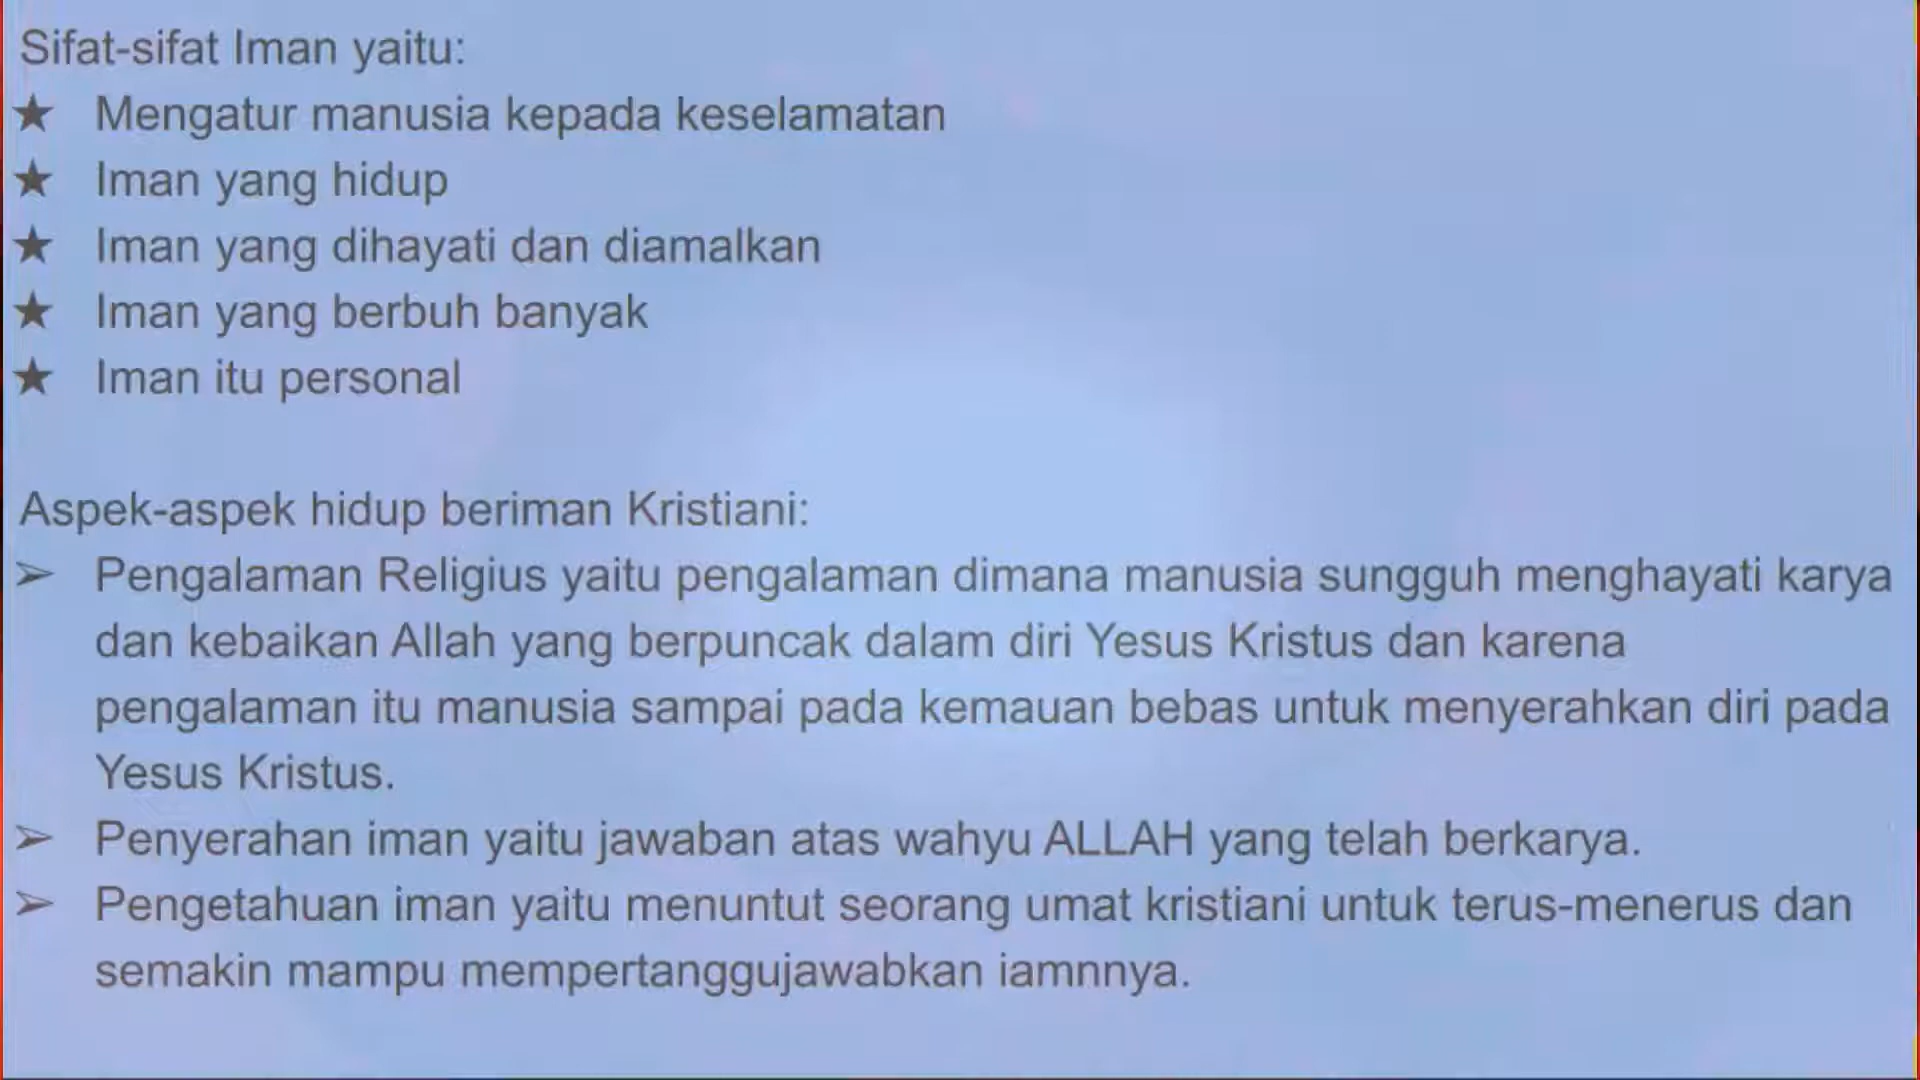 Sifat-sifat Iman yaitu:
★ Mengatur manusia kepada keselamatan
★ Iman yang hidup
★ Iman yang dihayati dan diamalkan
★ Iman yang berbuh banyak
★ Iman itu personal
Aspek-aspek hidup beriman Kristiani:
➢ Pengalaman Religius yaitu pengalaman dimana manusia sungguh menghayati karya
dan kebaikan Allah yang berpuncak dalam diri Yesus Kristus dan karena
pengalaman itu manusia sampai pada kemauan bebas untuk menyerahkan diri pada
Yesus Kristus.
➢ Penyerahan iman yaitu jawaban atas wahyu ALLAH yang telah berkarya.
➢ Pengetahuan iman yaitu menuntut seorang umat kristiani untuk terus-menerus dan
semakin mampu mempertanggujawabkan iamnnya.